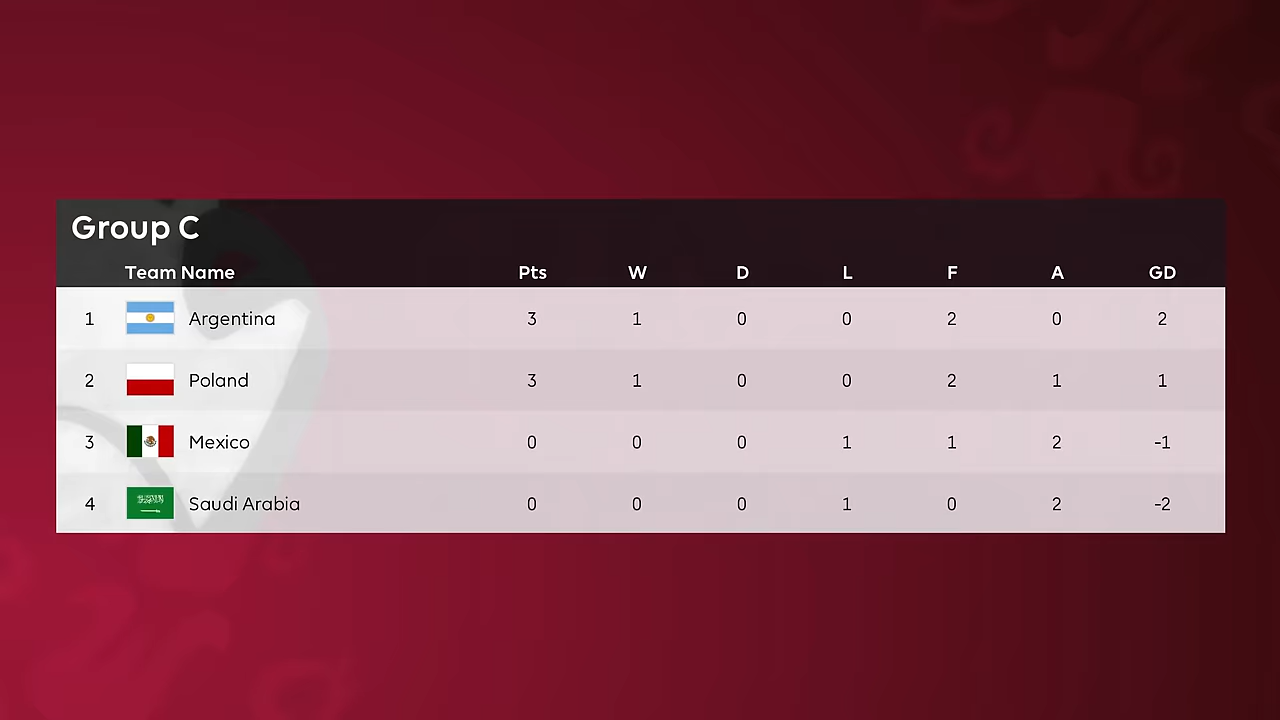 Group C
Team Name Pts W D L F A GD
1 Argentina 3 1 0 0 2 0 2
2 Poland 3 1 0 0 2 1 1
3 Mexico 0 0 0 1 1 2 -1
4 Saudi Arabia 0 0 0 1 0 2 -2